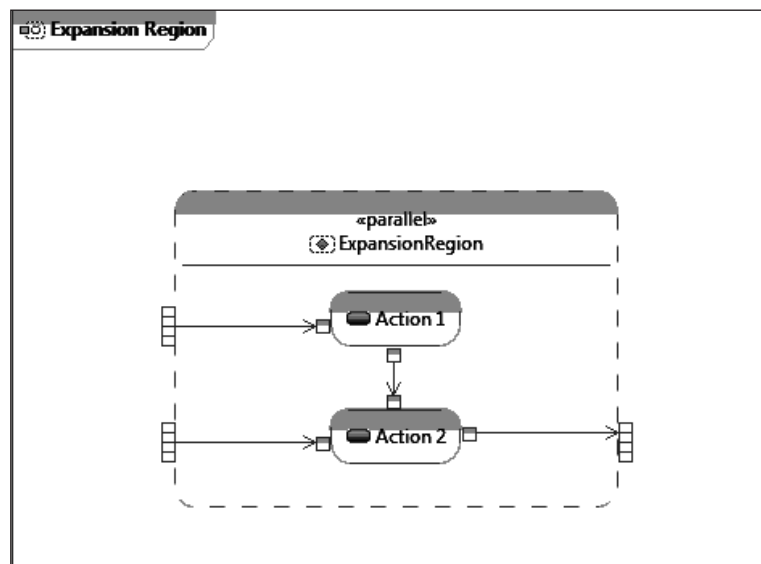 Expansion Region
«parallel»
ExpansionRegion
Action 1
Action 2